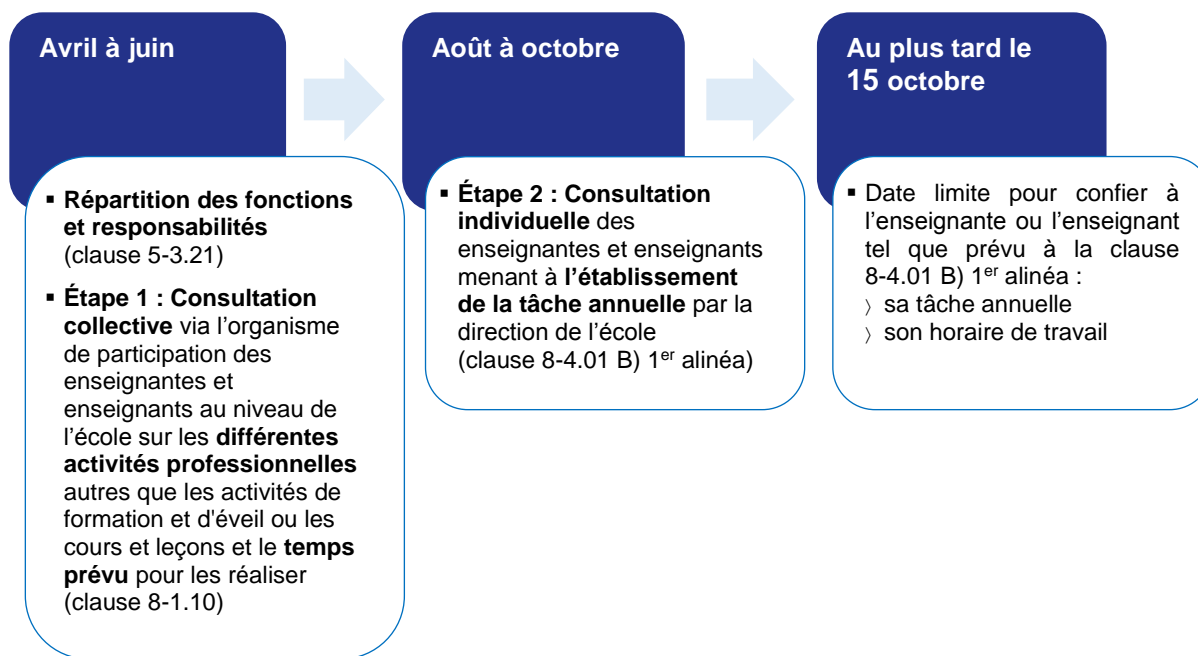 Avril à juin
▪ Répartition des fonctions
et responsabilités
(clause 5-3.21)
▪ Étape 1 : Consultation
collective via l’organisme
de participation des
enseignantes et
enseignants au niveau de
l’école sur les différentes
activités professionnelles
autres que les activités de
formation et d'éveil ou les
cours et leçons et le temps
prévu pour les réaliser
(clause 8-1.10)
Août à octobre
▪ Étape 2 : Consultation
individuelle des
enseignantes et enseignants
menant à l’établissement
de la tâche annuelle par la
direction de l’école
(clause 8-4.01 B) 1er alinéa)
Au plus tard le
15 octobre
▪ Date limite pour confier à
l’enseignante ou l’enseignant
tel que prévu à la clause
8-4.01 B) 1er alinéa :
〉 sa tâche annuelle
〉 son horaire de travail